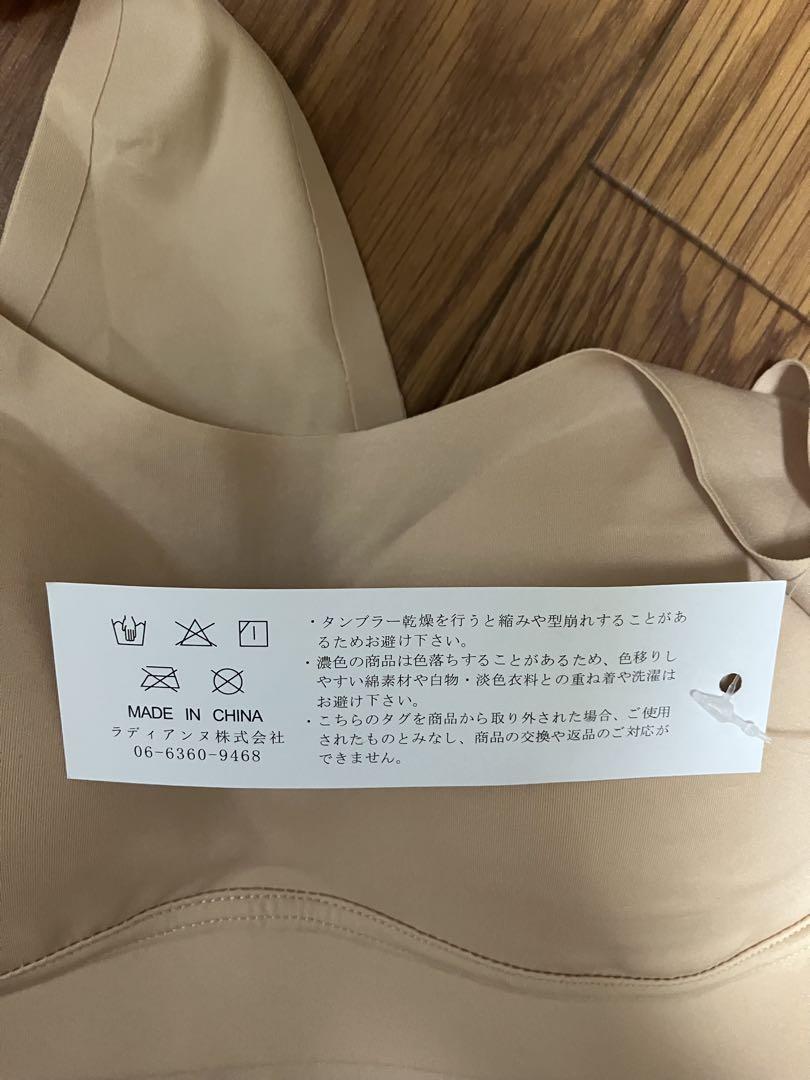 MADE IN CHINA
ラディアンヌ株式会社
06-6360-9468
・タンブラー乾燥を行うと縮みや型崩れすることがあ
るためお避け下さい。
・濃色の商品は色落ちすることがあるため、色移りし
やすい綿素材や白物・淡色衣料との重ね着や洗濯は
お避け下さい。
・こちらのタグを商品から取り外された場合、ご使用
されたものとみなし、商品の交換や返品のご対応が
できません。